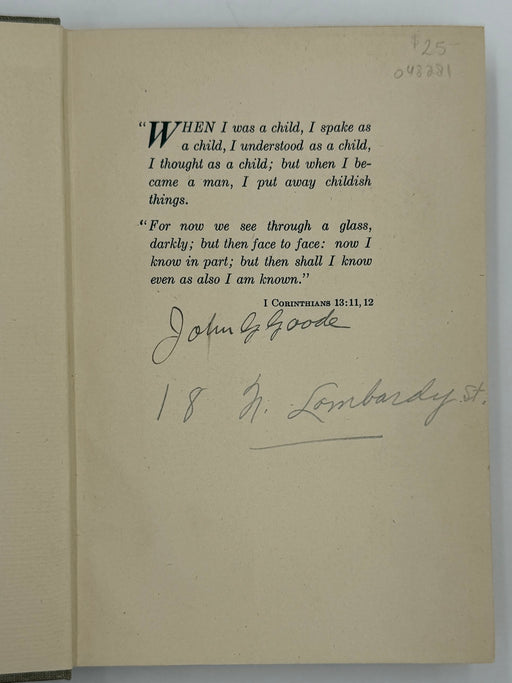 $25-
048281
"WHEN I was a child, I spake as
a child, I understood as a child,
I thought as a child; but when I be-
came a man, I put away childish
things.
"For now we see through a glass,
darkly; but then face to face: now I
know in part; but then shall I know
even as also I am known."
I CORINTHIANS 13:11, 12
John G Goode
18 N. Lombardy St.